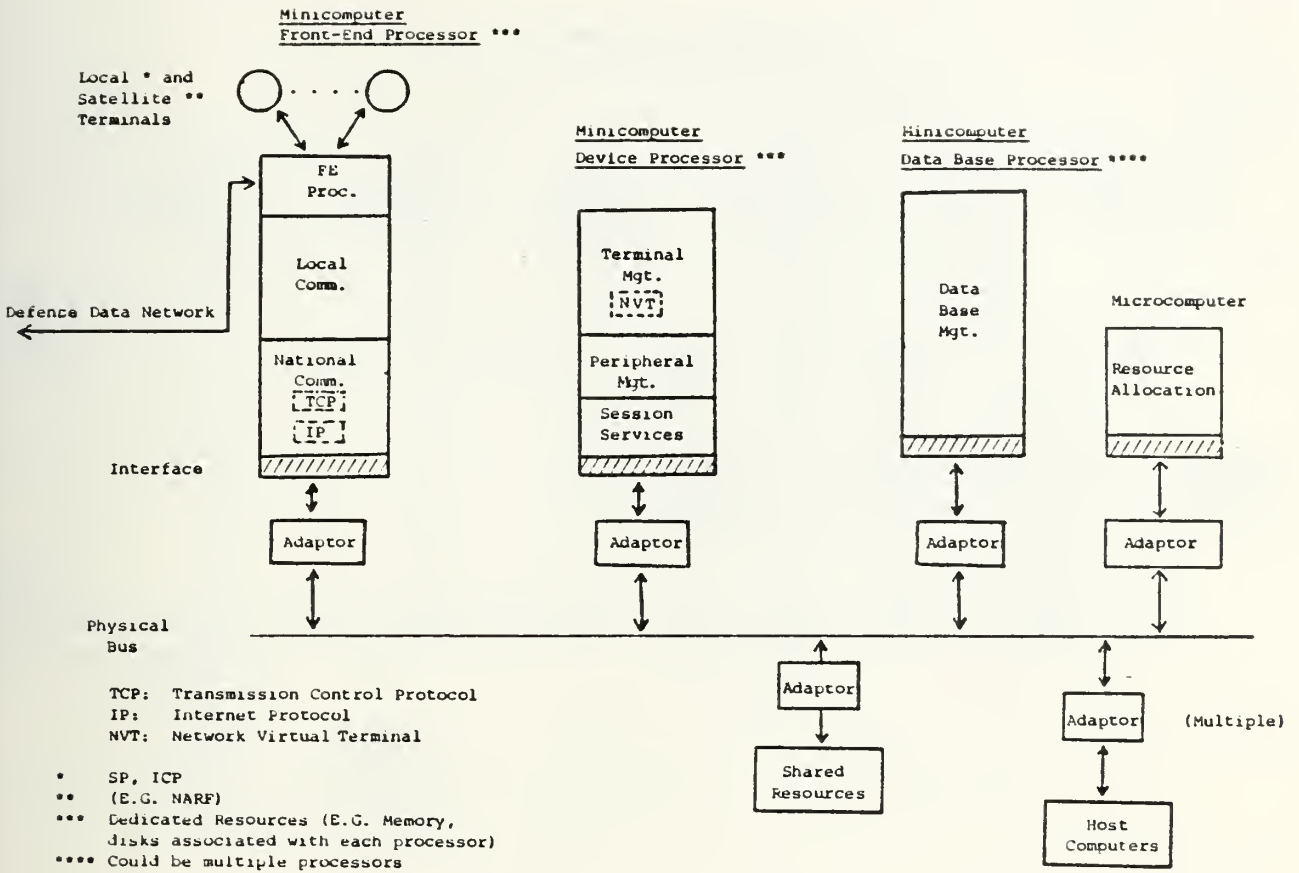 Minicomputer
Front-End Processor ***
Local * and
Satellite **
Terminals
FE
Proc.
Local
Comm.
Defence Data Network
National
Comm.
TCP
IP
Interface
Adaptor
Minicomputer
Device Processor ***
Terminal
Mgt.
NVT
Peripheral
Mgt.
Session
Services
Adaptor
Minicomputer
Data Base Processor ****
Data
Base
Mgt.
Adaptor
Microcomputer
Resource
Allocation
Adaptor
Physical
Bus
Adaptor
Shared
Resources
Adaptor
(Multiple)
Host
Computers
TCP: Transmission Control Protocol
IP: Internet Protocol
NVT: Network Virtual Terminal
* SP, ICP
** (E.G. NARF)
*** Dedicated Resources (E.G. Memory,
disks associated with each processor)
**** Could be multiple processors